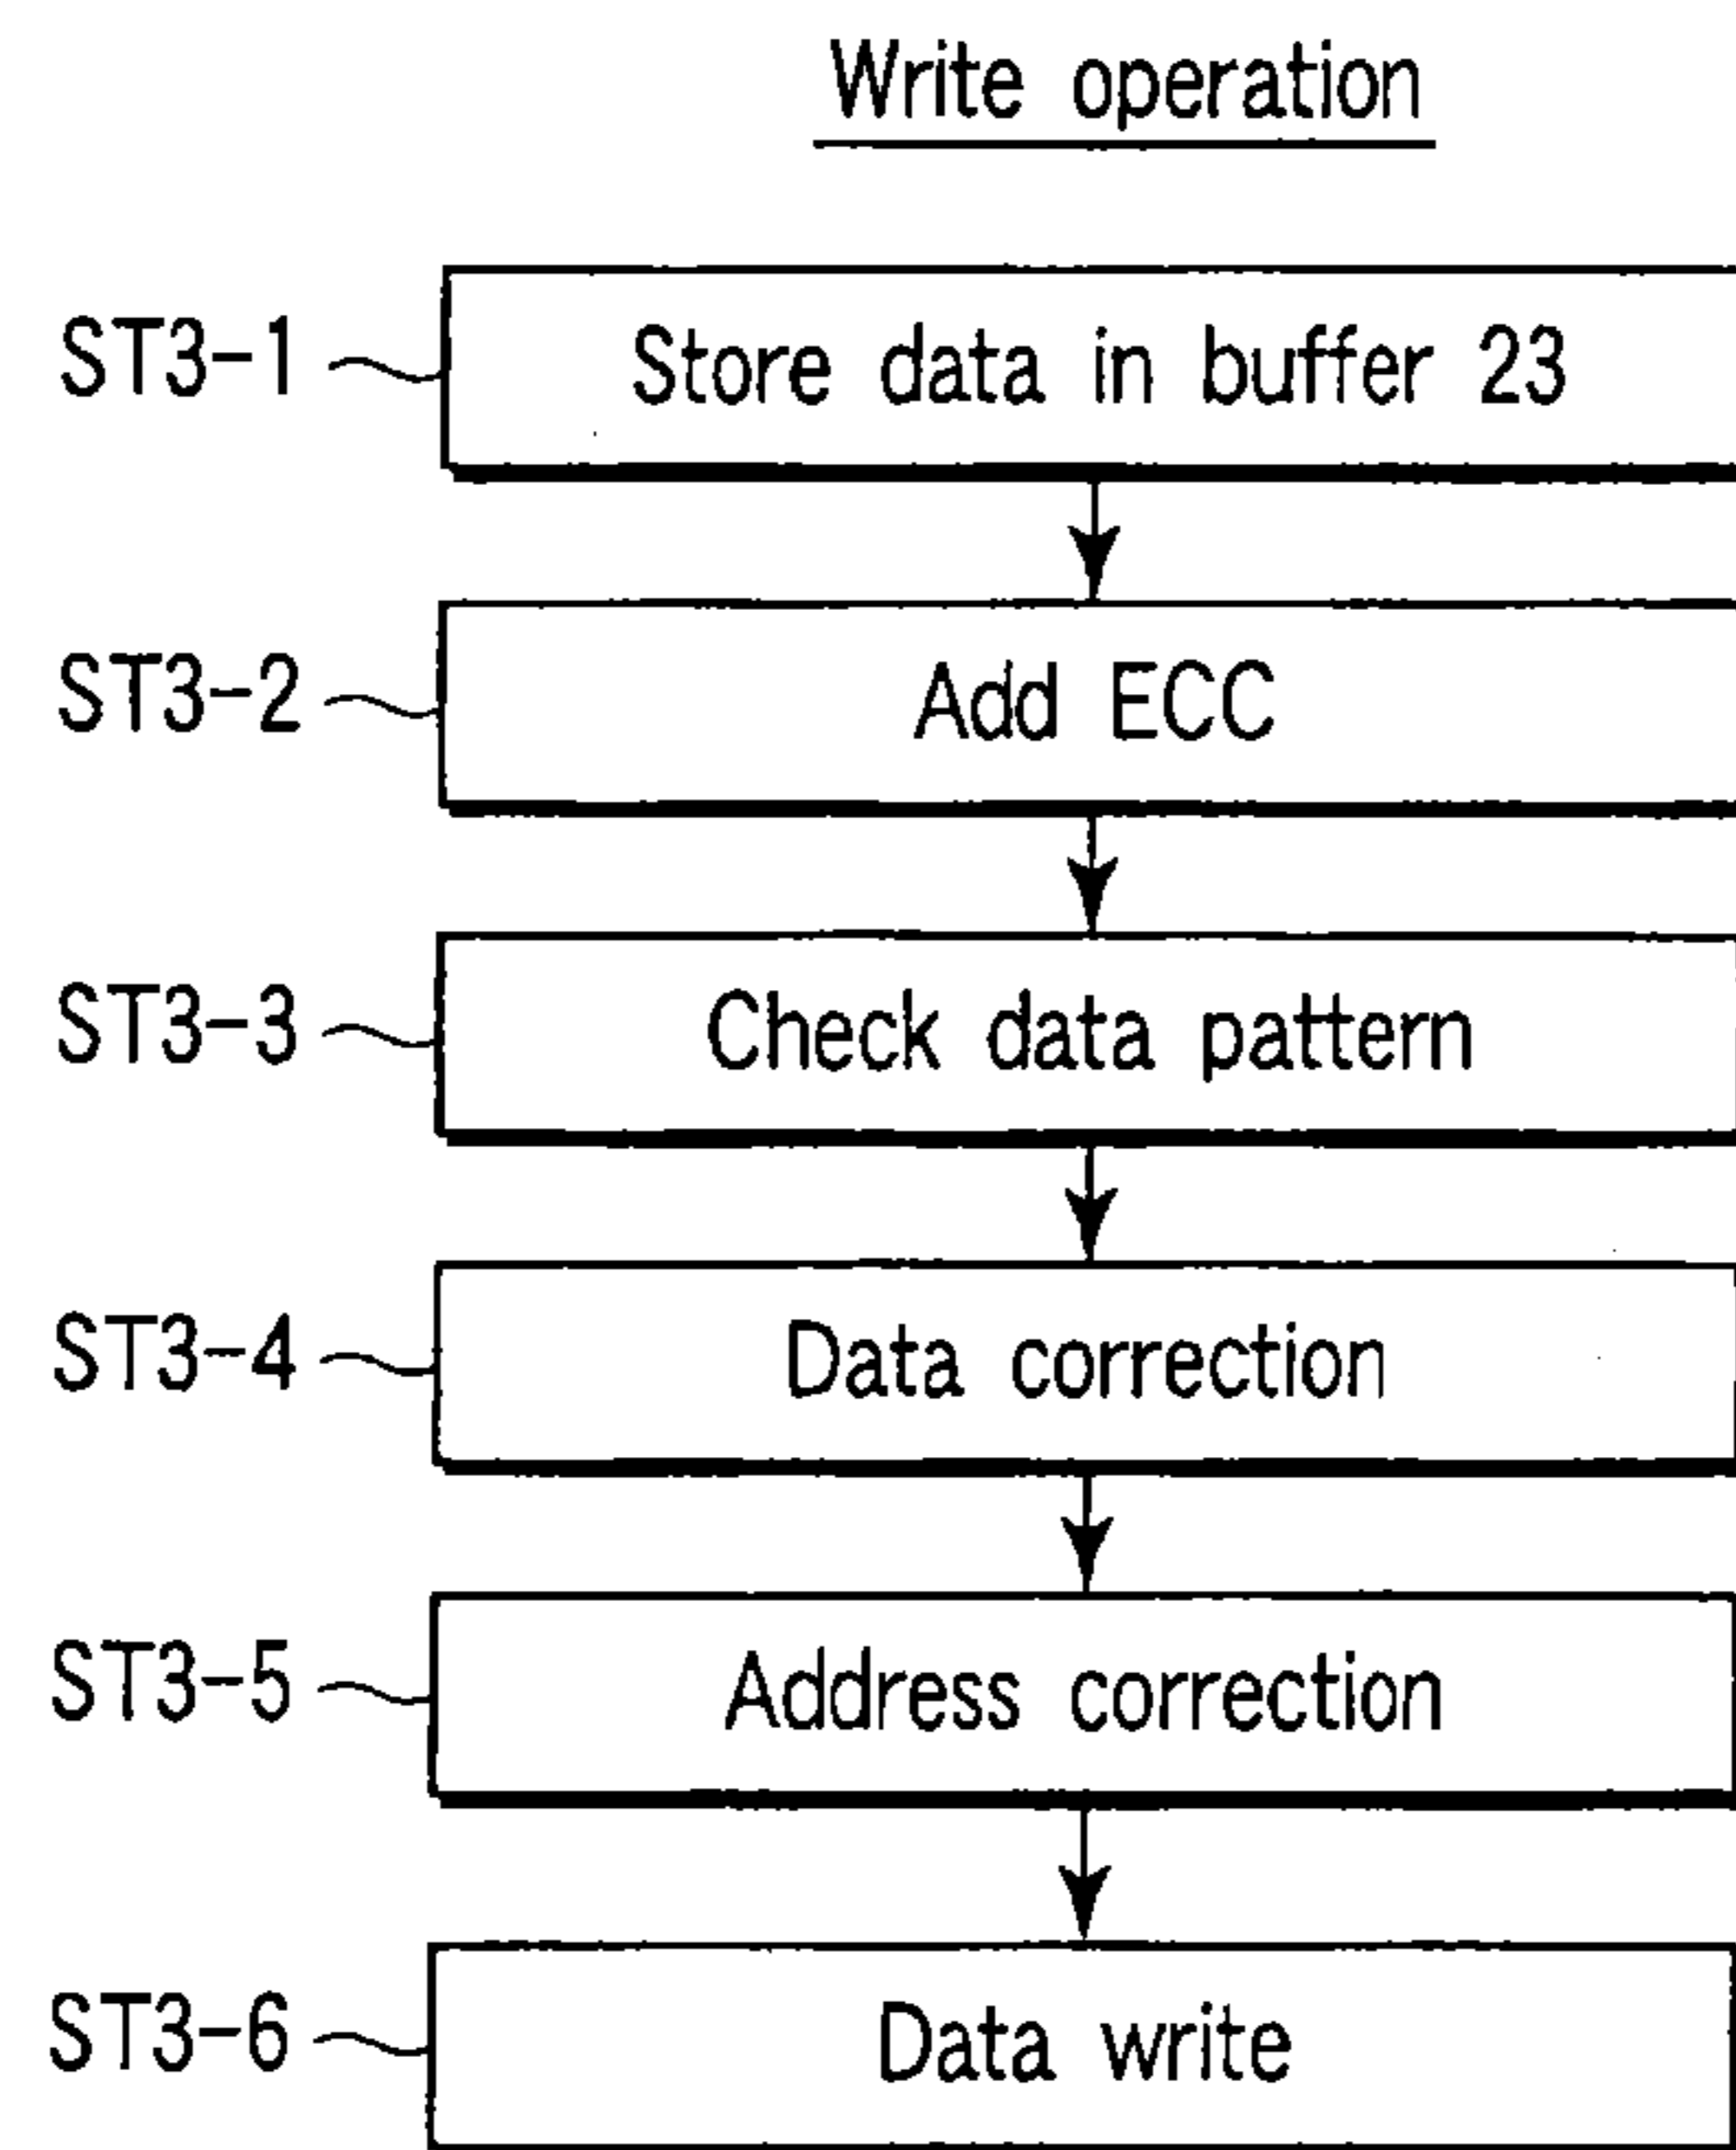 Write operation
ST3-1 Store data in buffer 23
ST3-2 Add ECC
ST3-3 Check data pattern
ST3-4 Data correction
ST3-5 Address correction
ST3-6 Data write